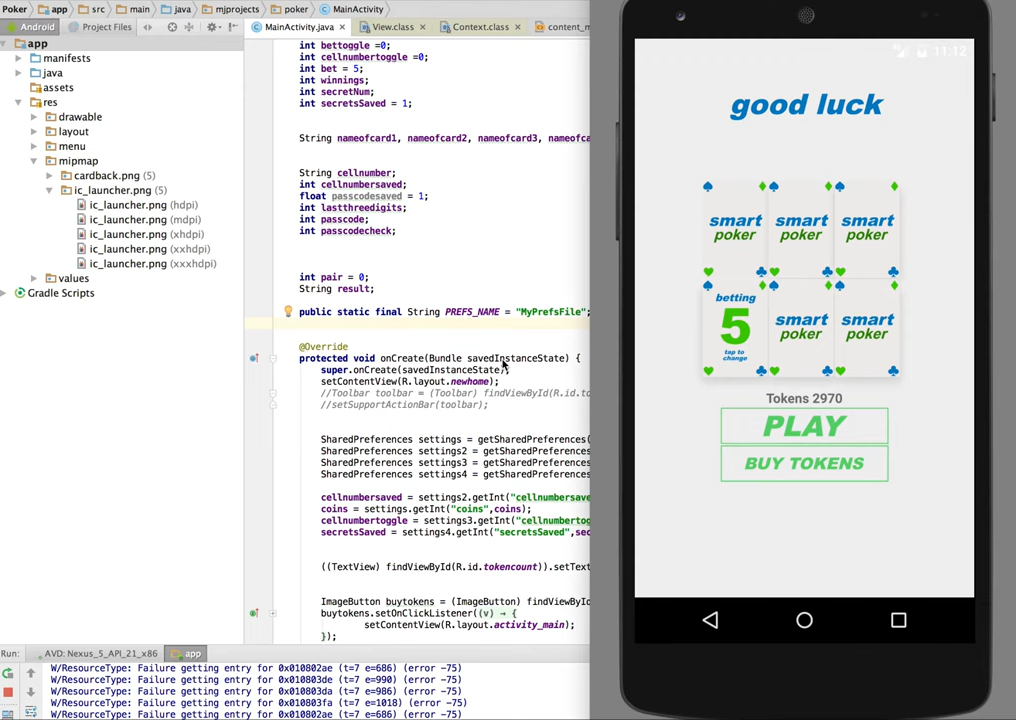 Poker app src main java mjprojects poker MainActivity
Android Project Files
MainActivity.java View.class Context.class content_m
app
manifests
java
assets
res
drawable
layout
menu
mipmap
cardback.png (5)
ic_launcher.png (5)
ic_launcher.png (hdpi)
ic_launcher.png (mdpi)
ic_launcher.png (xhdpi)
ic_launcher.png (xxhdpi)
ic_launcher.png (xxxhdpi)
values
Gradle Scripts
int bettoggle =0;
int cellnumbertoggle =0;
int bet = 5;
int winnings;
int secretNum;
int secretsSaved = 1;
String nameofcard1, nameofcard2, nameofcard3, nameofca
String cellnumber;
int cellnumbersaved;
float passcodesaved = 1;
int lastthreedigits;
int passcode;
int passcodecheck;
int pair = 0;
String result;
public static final String PREFS_NAME = "MyPrefsFile";
@Override
protected void onCreate(Bundle savedInstanceState) {
super.onCreate(savedInstanceState);
setContentView(R.layout.newhome);
//Toolbar toolbar = (Toolbar) findViewById(R.id.to
//setSupportActionBar(toolbar);
SharedPreferences settings = getSharedPreferences(
SharedPreferences settings2 = getSharedPreferences
SharedPreferences settings3 = getSharedPreferences
SharedPreferences settings4 = getSharedPreferences
cellnumbersaved = settings2.getInt("cellnumbersave
coins = settings.getInt("coins",coins);
cellnumbertoggle = settings3.getInt("cellnumbertog
secretsSaved = settings4.getInt("secretsSaved",sec
((TextView) findViewById(R.id.tokencount)).setText
ImageButton buytokens = (ImageButton) findViewById
buytokens.setOnClickListener((v) → {
setContentView(R.layout.activity_main);
});
Run: AVD: Nexus_5_API_21_x86 app
W/ResourceType: Failure getting entry for 0x010802ae (t=7 e=686) (error -75)
W/ResourceType: Failure getting entry for 0x010803de (t=7 e=990) (error -75)
W/ResourceType: Failure getting entry for 0x010803da (t=7 e=986) (error -75)
W/ResourceType: Failure getting entry for 0x010803fa (t=7 e=1018) (error -75)
W/ResourceType: Failure getting entry for 0x010802ae (t=7 e=686) (error -75)
11:12
good luck
smart poker
smart poker
smart poker
betting
5
tap to
change
smart poker
smart poker
Tokens 2970
PLAY
BUY TOKENS